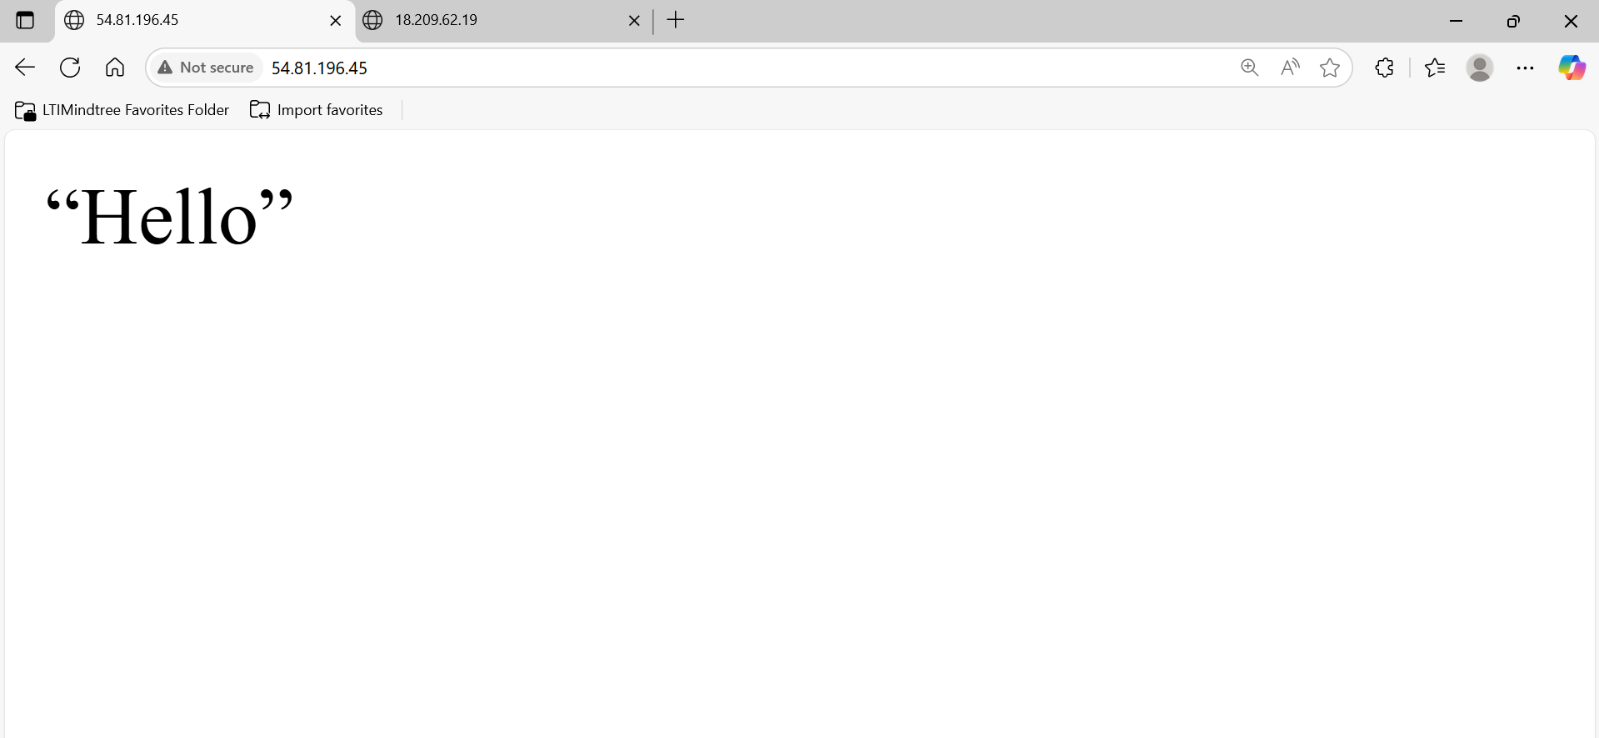 54.81.196.45
18.209.62.19
Not secure
54.81.196.45
LTIMindtree Favorites Folder
Import favorites
“Hello”